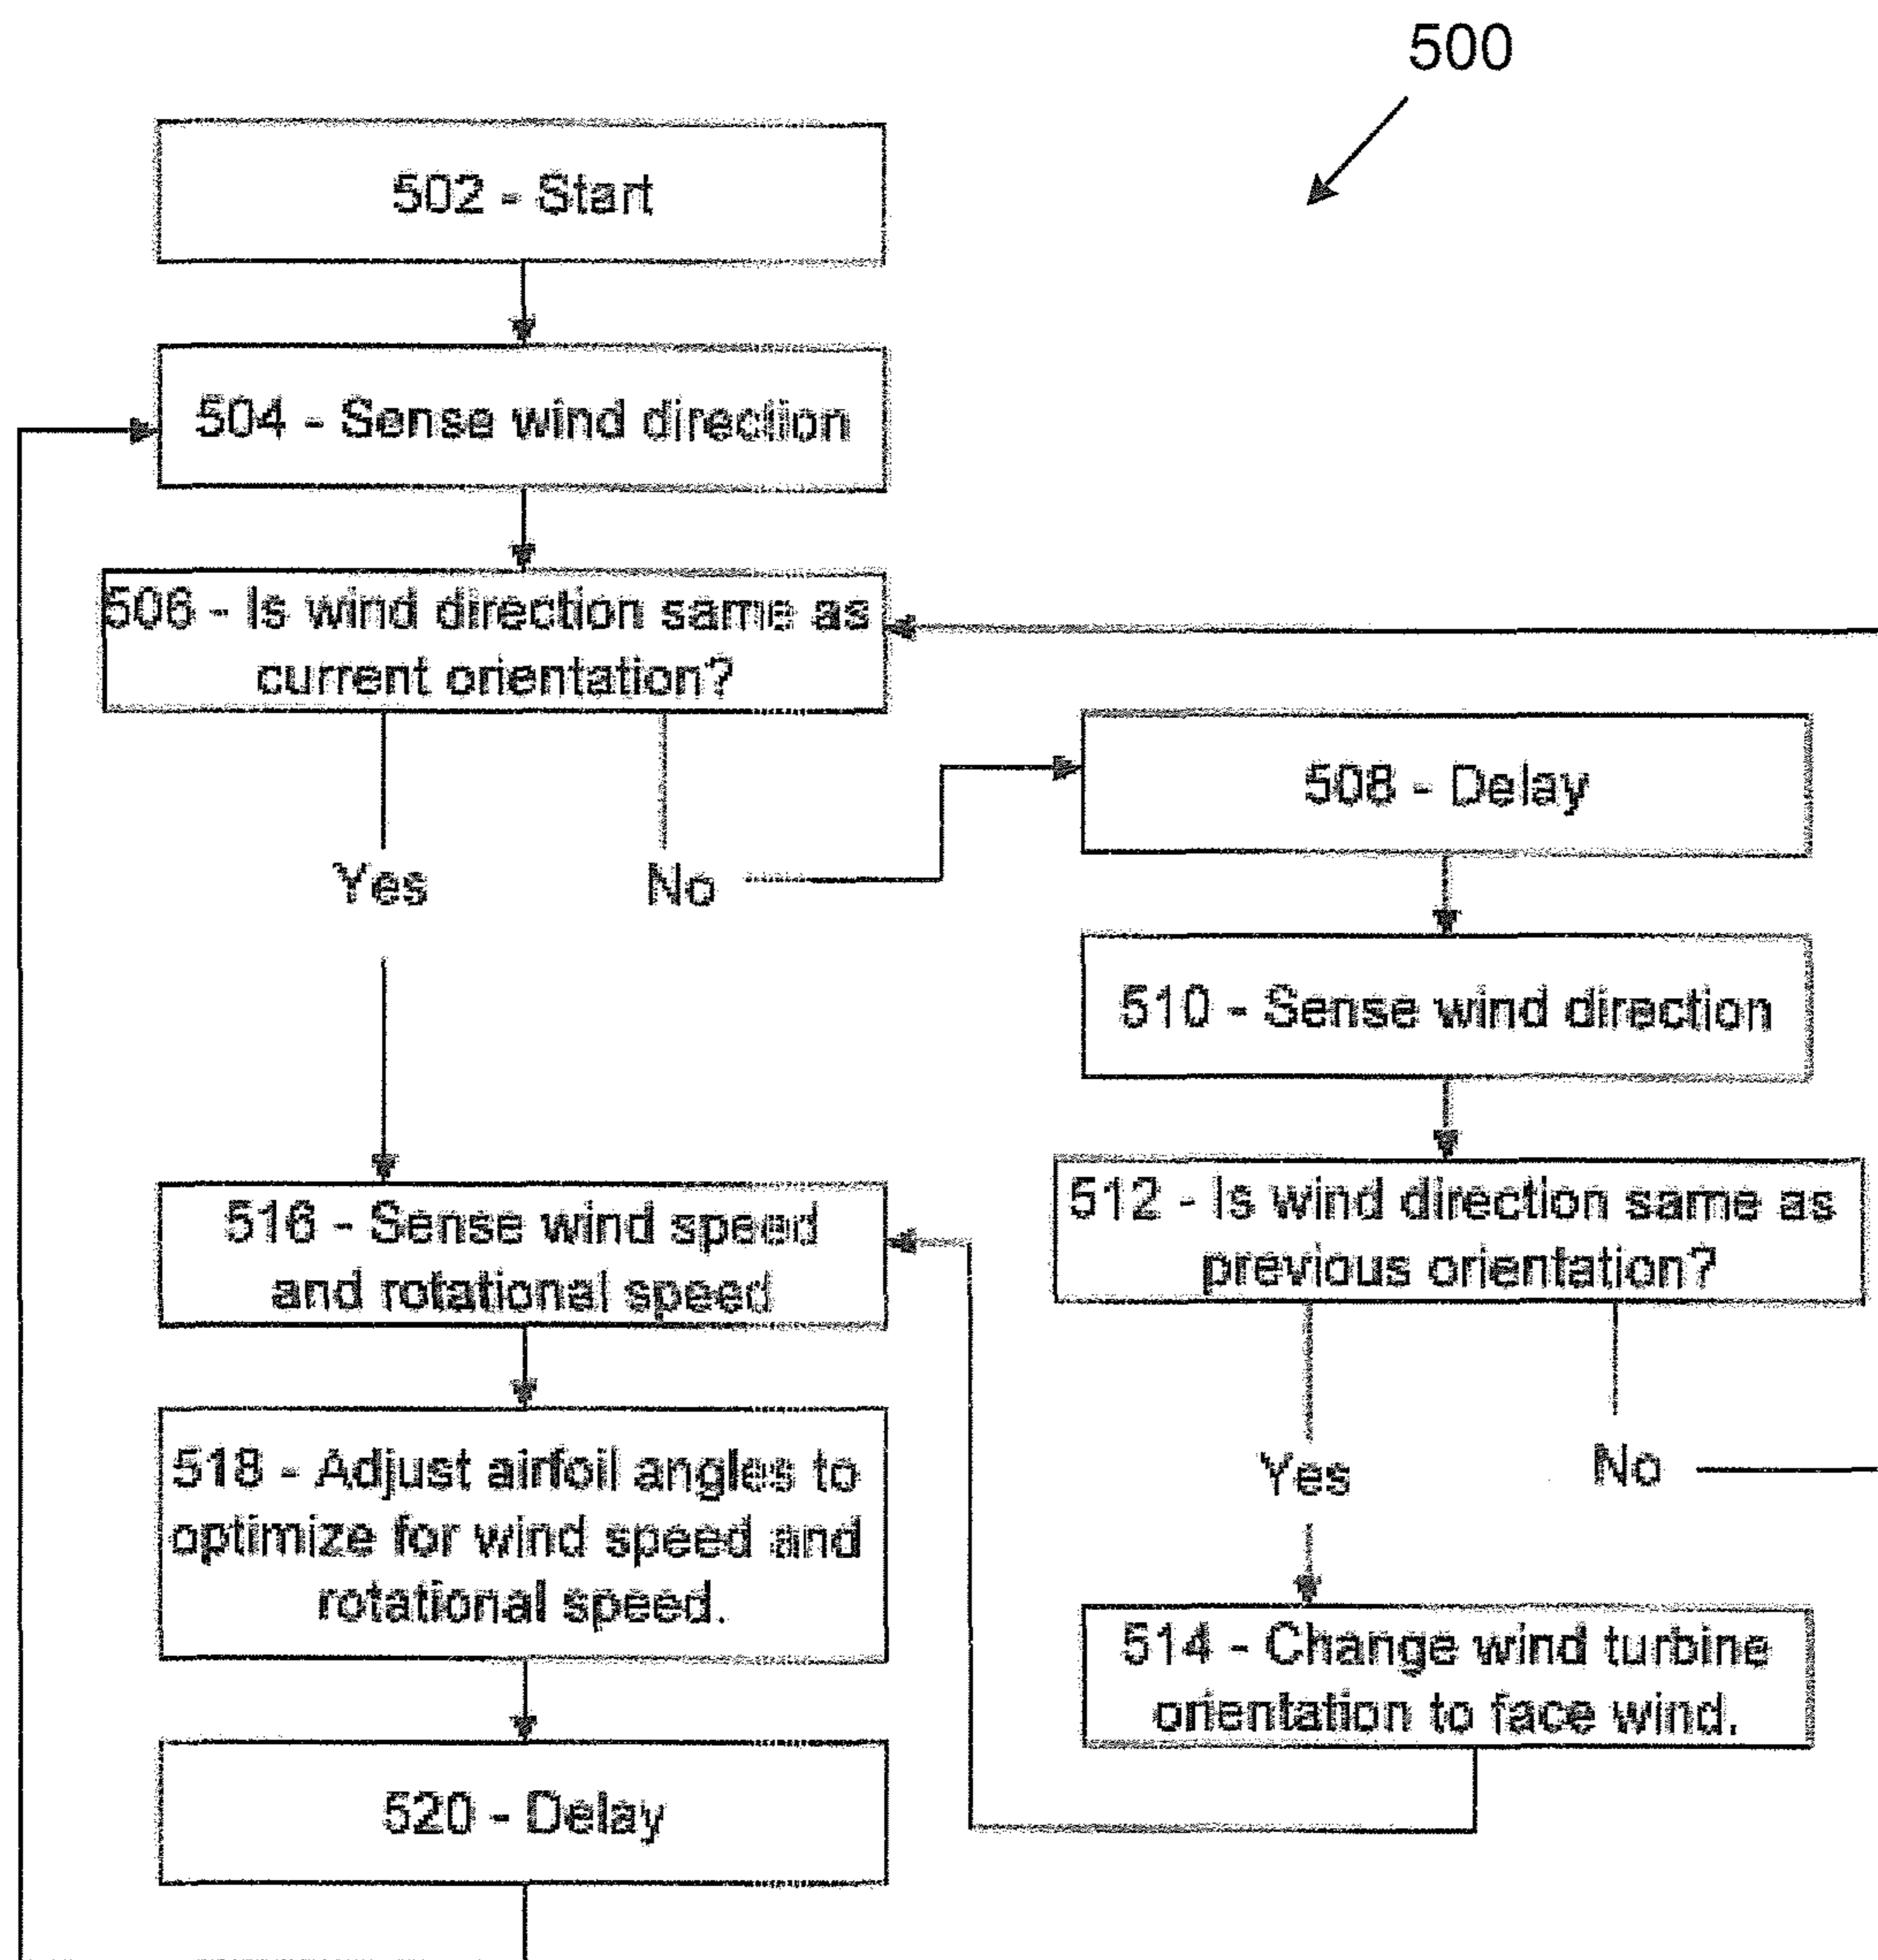 500
502 - Start
504 - Sense wind direction
506 - Is wind direction same as
current orientation?
Yes
No
508 - Delay
510 - Sense wind direction
512 - Is wind direction same as
previous orientation?
Yes
No
514 - Change wind turbine
orientation to face wind.
516 - Sense wind speed
and rotational speed
518 - Adjust airfoil angles to
optimize for wind speed and
rotational speed.
520 - Delay